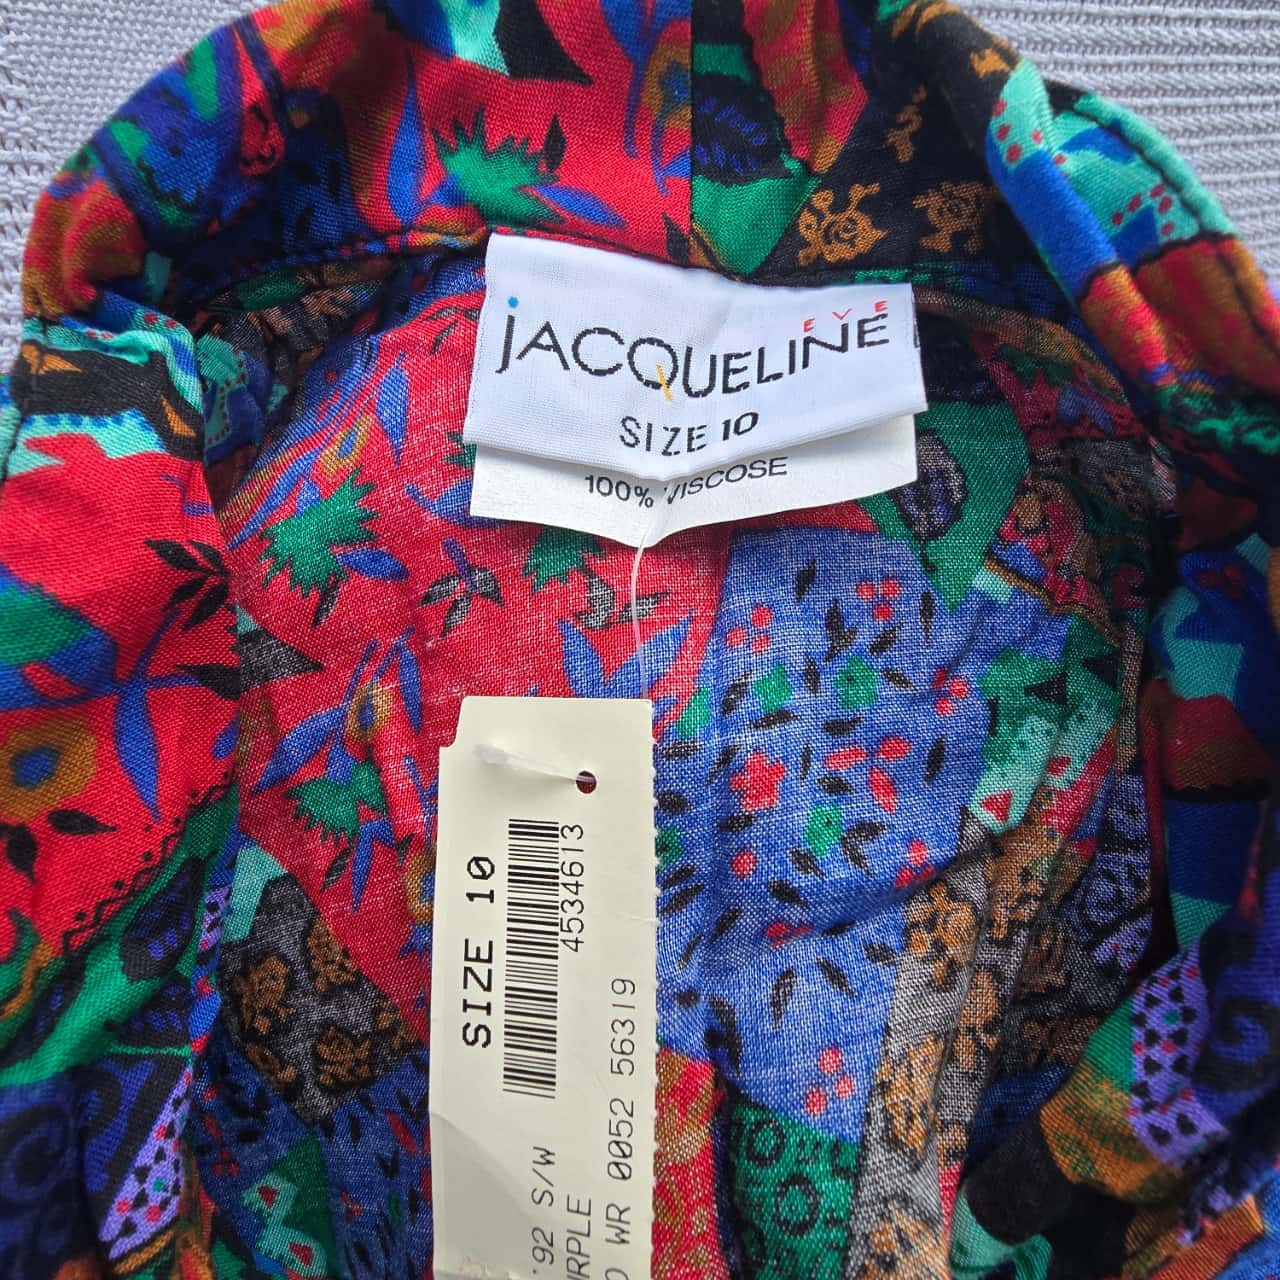 EVE
JACQUELINE
SIZE 10
100% VISCOSE
SIZE 10
4534613
'92 S/W
WR 0052 56319